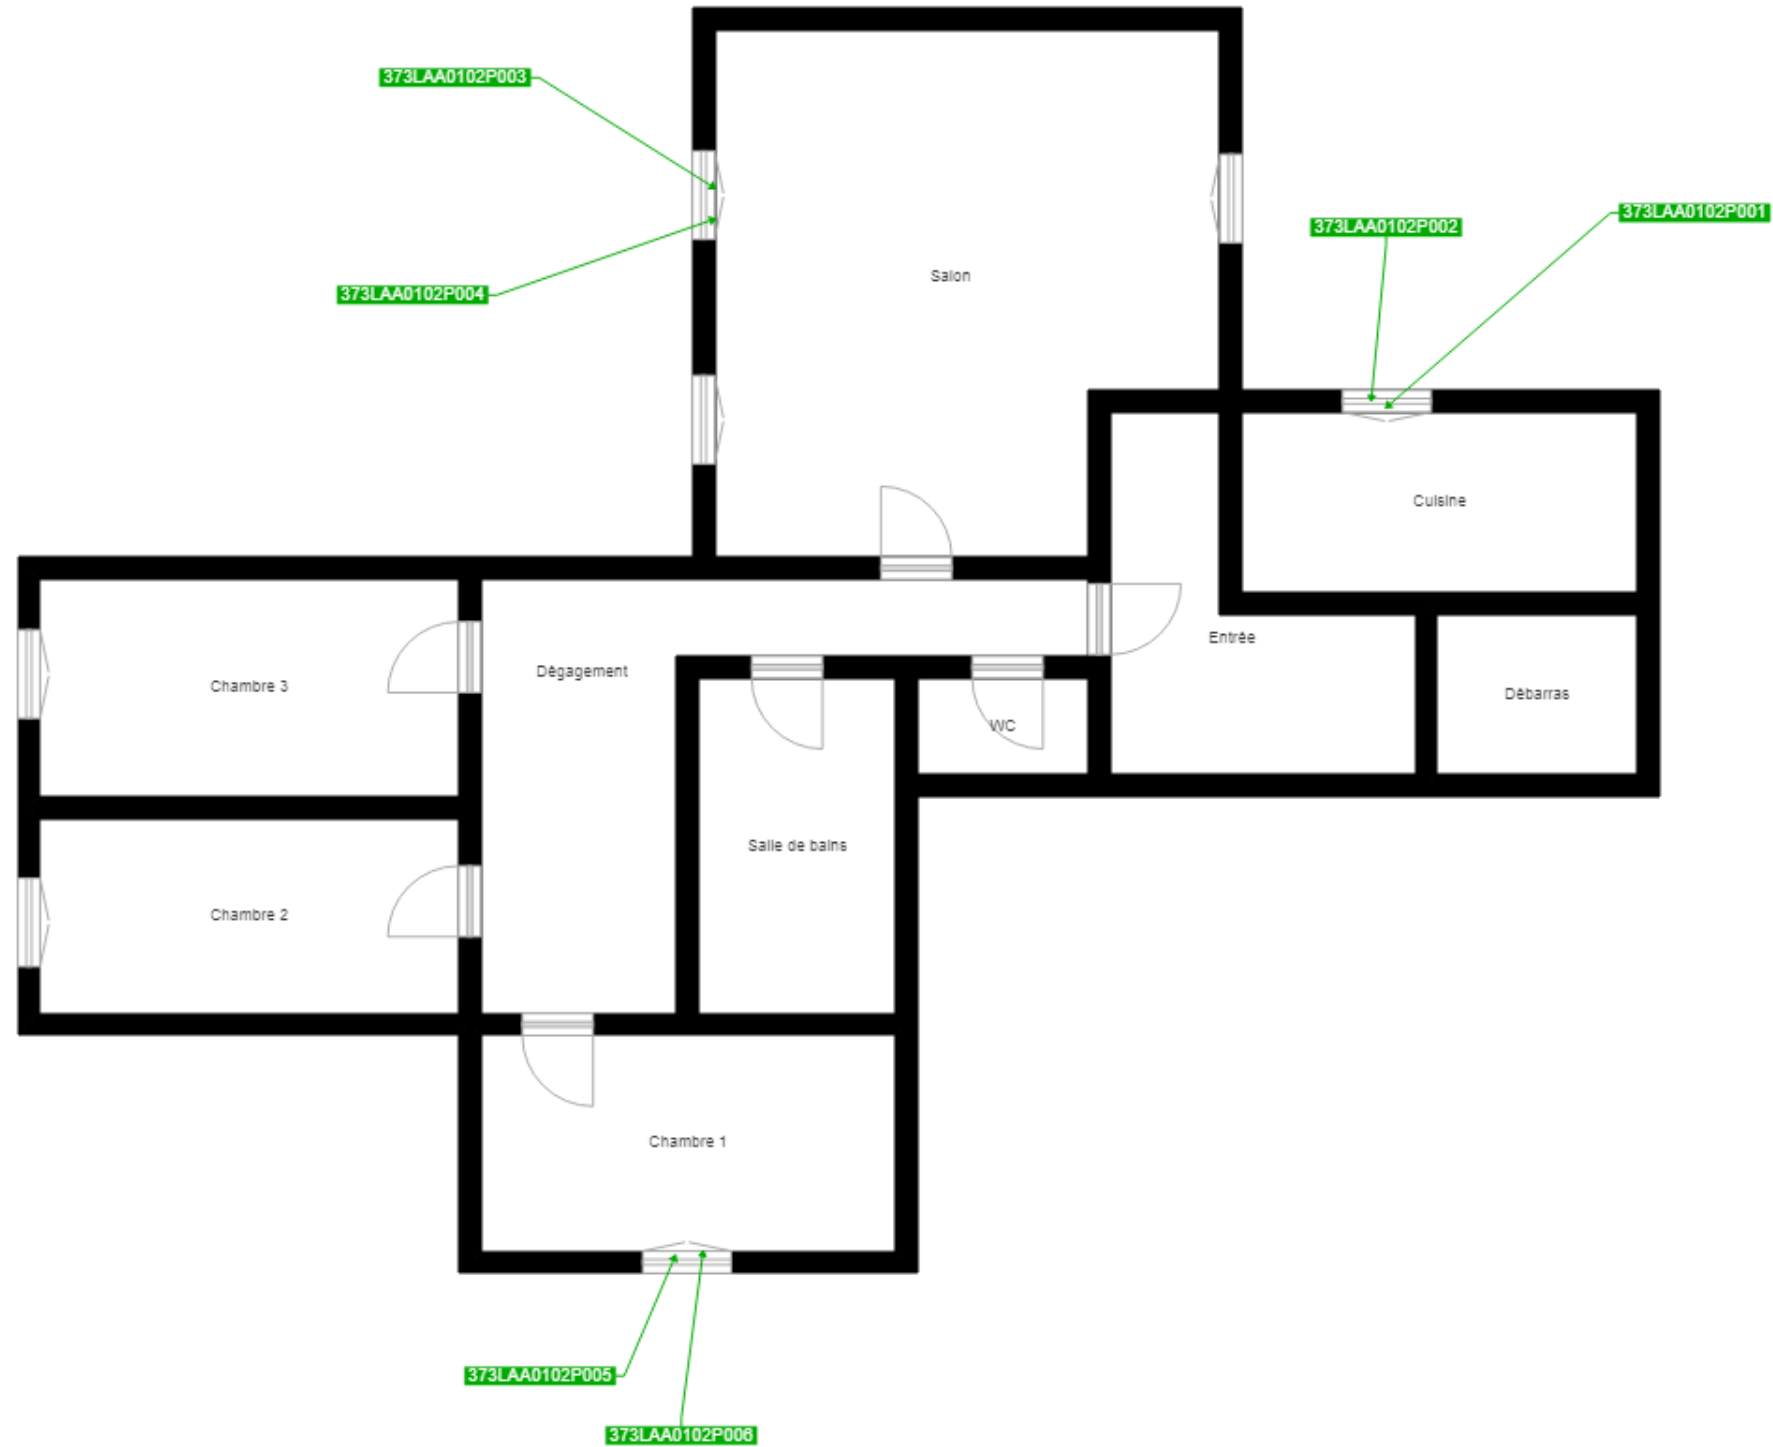 373LAA0102P003
373LAA0102P001
373LAA0102P002
Salon
373LAA0102P004
Cuisine
Entrée
Dégagement
Chambre 3
Débarras
WC
Salle de bains
Chambre 2
Chambre 1
373LAA0102P005
373LAA0102P006